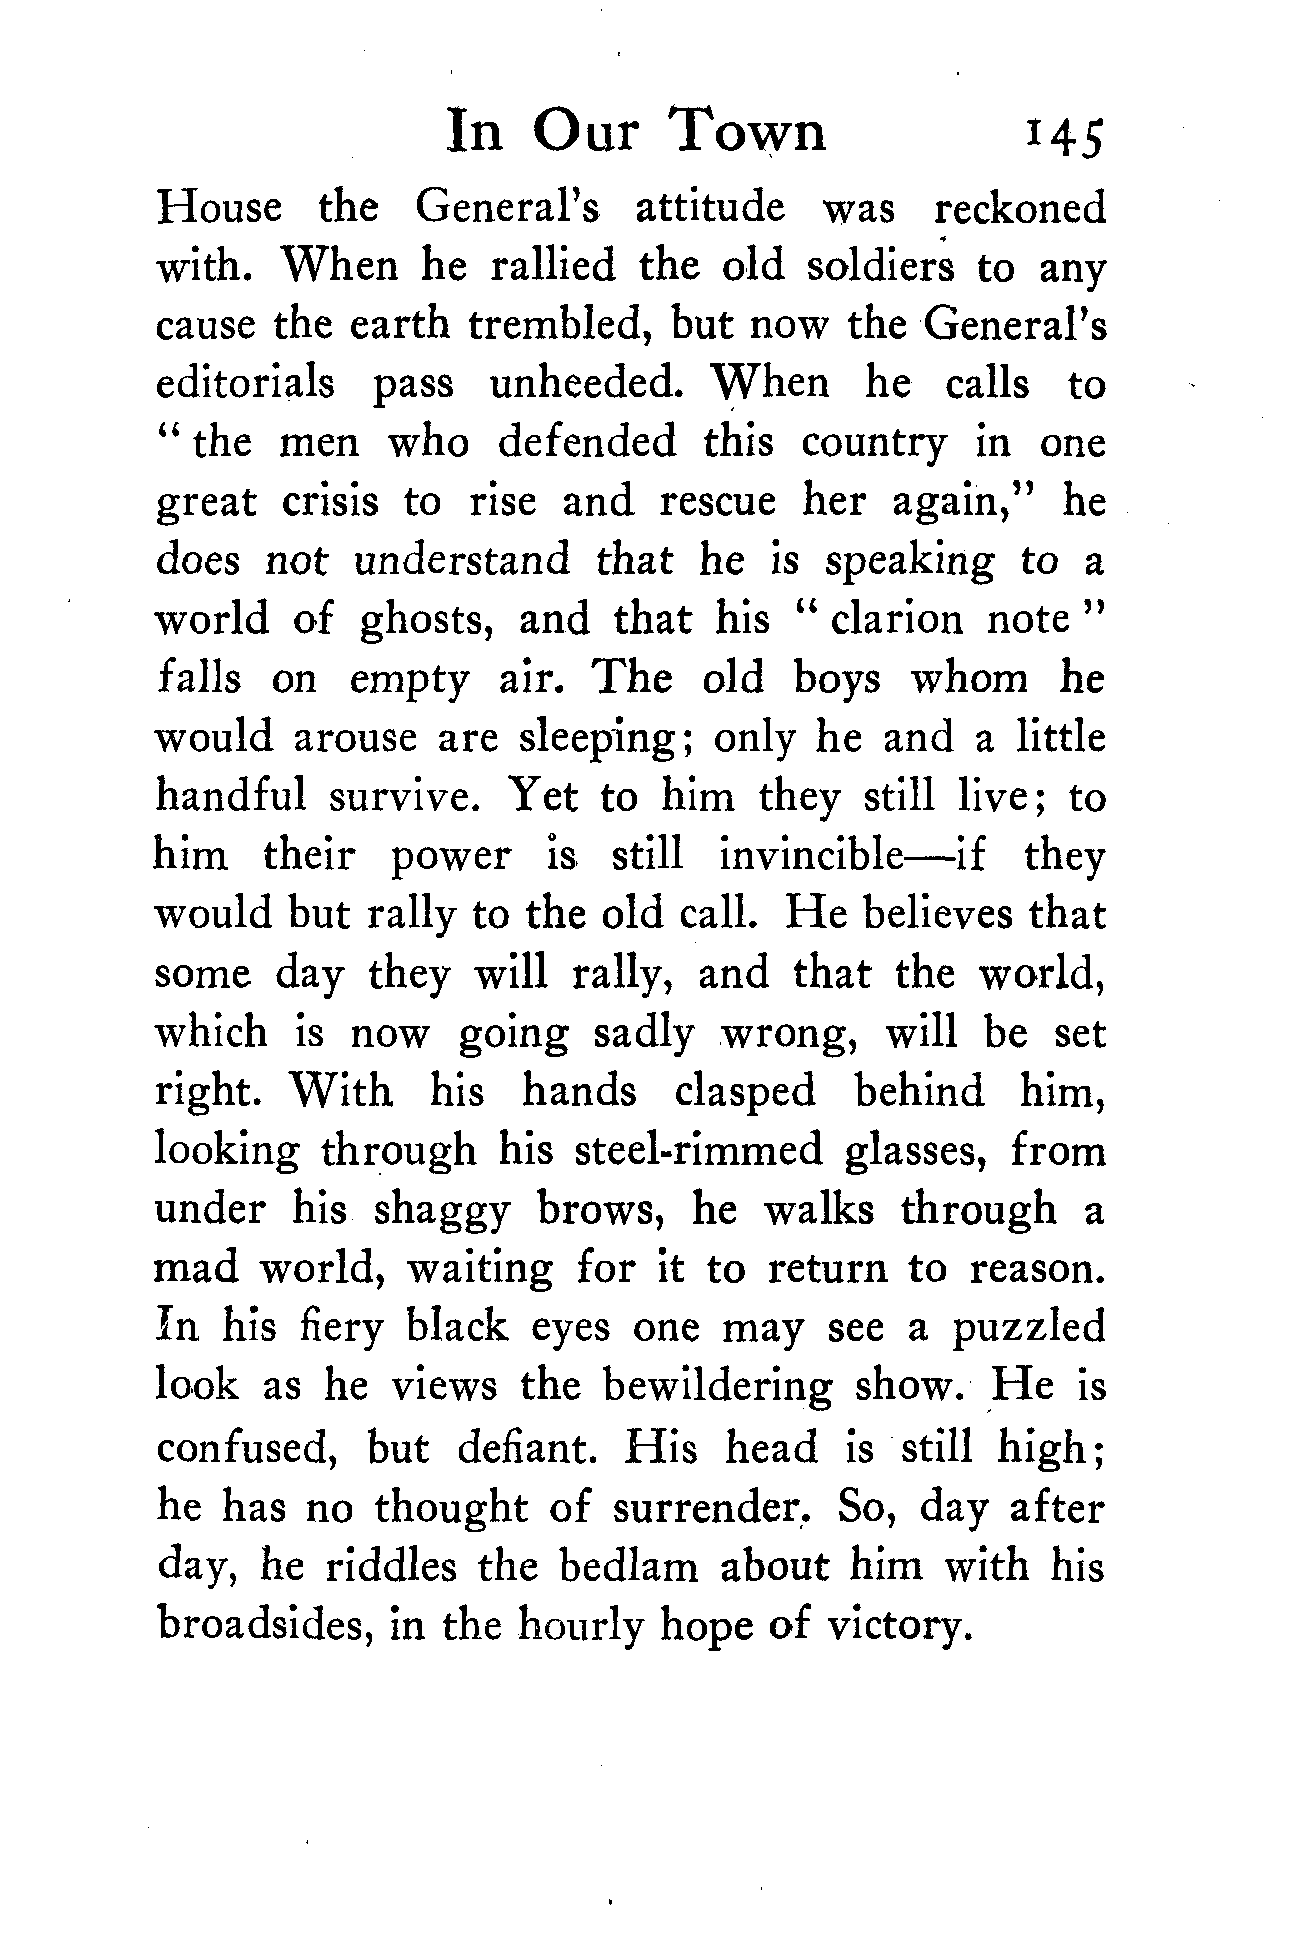 In Our Town 145
House the General's attitude was reckoned
with. When he rallied the old soldiers to any
cause the earth trembled, but now the General's
editorials pass unheeded. When he calls to
" the men who defended this country in one
great crisis to rise and rescue her again," he
does not understand that he is speaking to a
world of ghosts, and that his " clarion note "
falls on empty air. The old boys whom he
would arouse are sleeping; only he and a little
handful survive. Yet to him they still live; to
him their power is still invincible—if they
would but rally to the old call. He believes that
some day they will rally, and that the world,
which is now going sadly wrong, will be set
right. With his hands clasped behind him,
looking through his steel-rimmed glasses, from
under his shaggy brows, he walks through a
mad world, waiting for it to return to reason.
In his fiery black eyes one may see a puzzled
look as he views the bewildering show. He is
confused, but defiant. His head is still high;
he has no thought of surrender. So, day after
day, he riddles the bedlam about him with his
broadsides, in the hourly hope of victory.